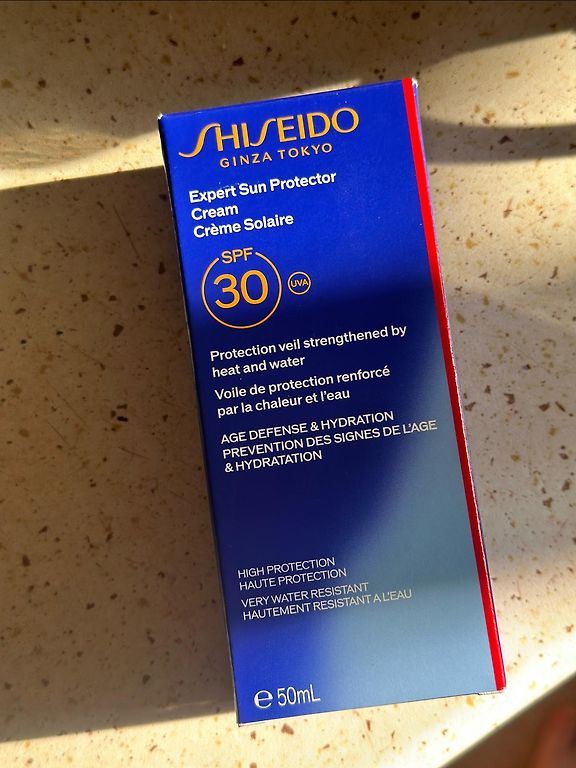 SHISEIDO
GINZA TOKYO
Expert Sun Protector
Cream
Crème Solaire
SPF
30
UVA
Protection veil strengthened by
heat and water
Voile de protection renforcé
par la chaleur et l'eau
AGE DEFENSE & HYDRATION
PREVENTION DES SIGNES DE L'AGE
& HYDRATATION
HIGH PROTECTION
HAUTE PROTECTION
VERY WATER RESISTANT
HAUTEMENT RESISTANT A L'EAU
℮ 50mL